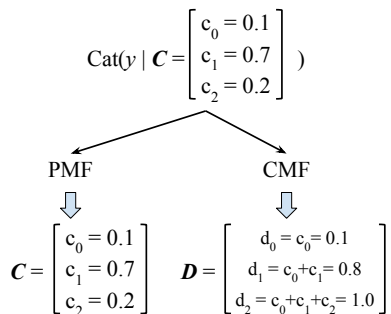 c₀ = 0.1
Cat(y | C = c₁ = 0.7 )
c₂ = 0.2
PMF CMF
c₀ = 0.1
C = c₁ = 0.7
c₂ = 0.2
d₀ = c₀= 0.1
D = d₁ = c₀+c₁= 0.8
d₂ = c₀+c₁+c₂= 1.0